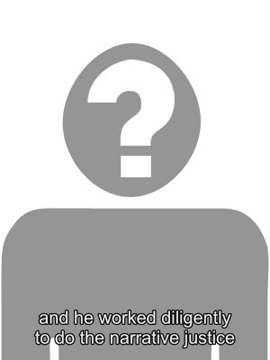 ?
and he worked diligently
to do the narrative justice